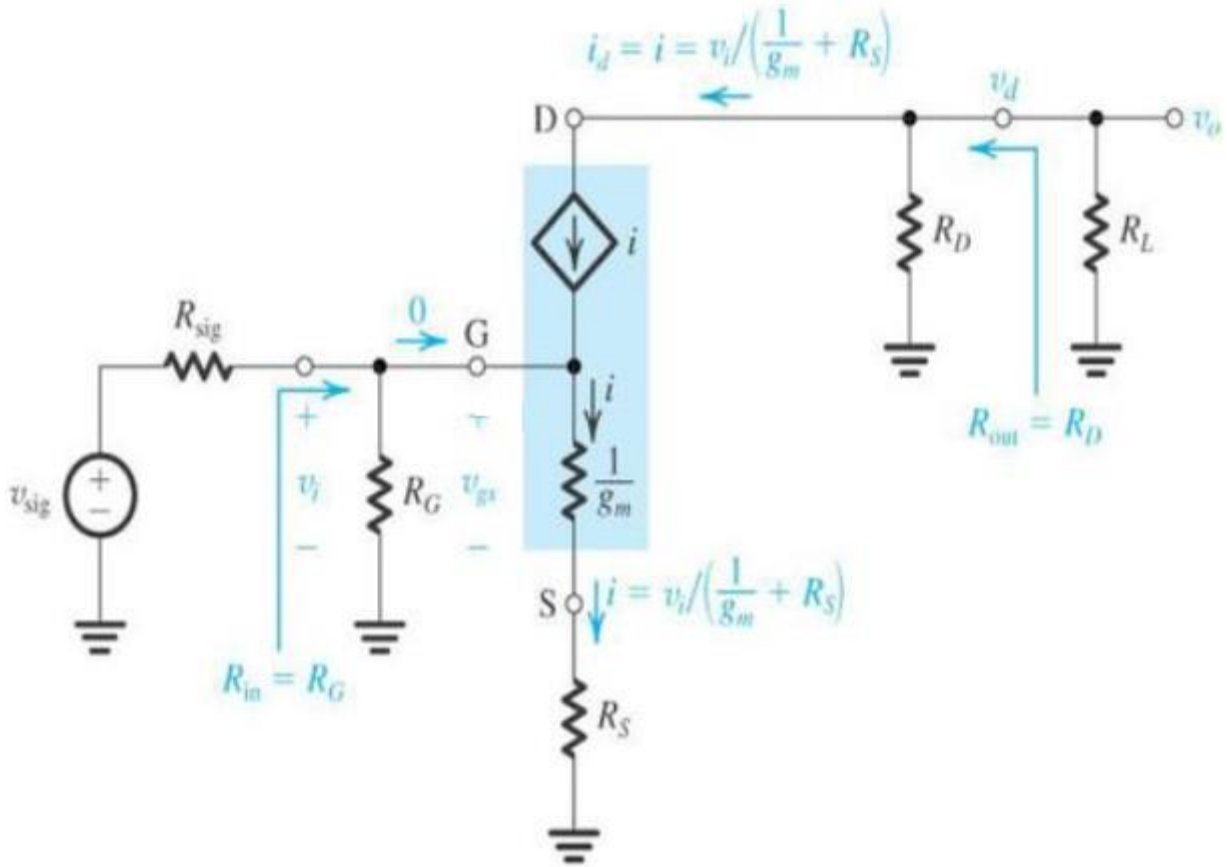 i_d = i = v_i/(1/g_m + R_S)
v_d
D
v_o
i
R_D
R_L
R_sig
0
G
i
R_out = R_D
+
+
−
v_sig
+
v_i
−
R_G
v_gs
−
1/g_m
S
i = v_i/(1/g_m + R_S)
R_in = R_G
R_S